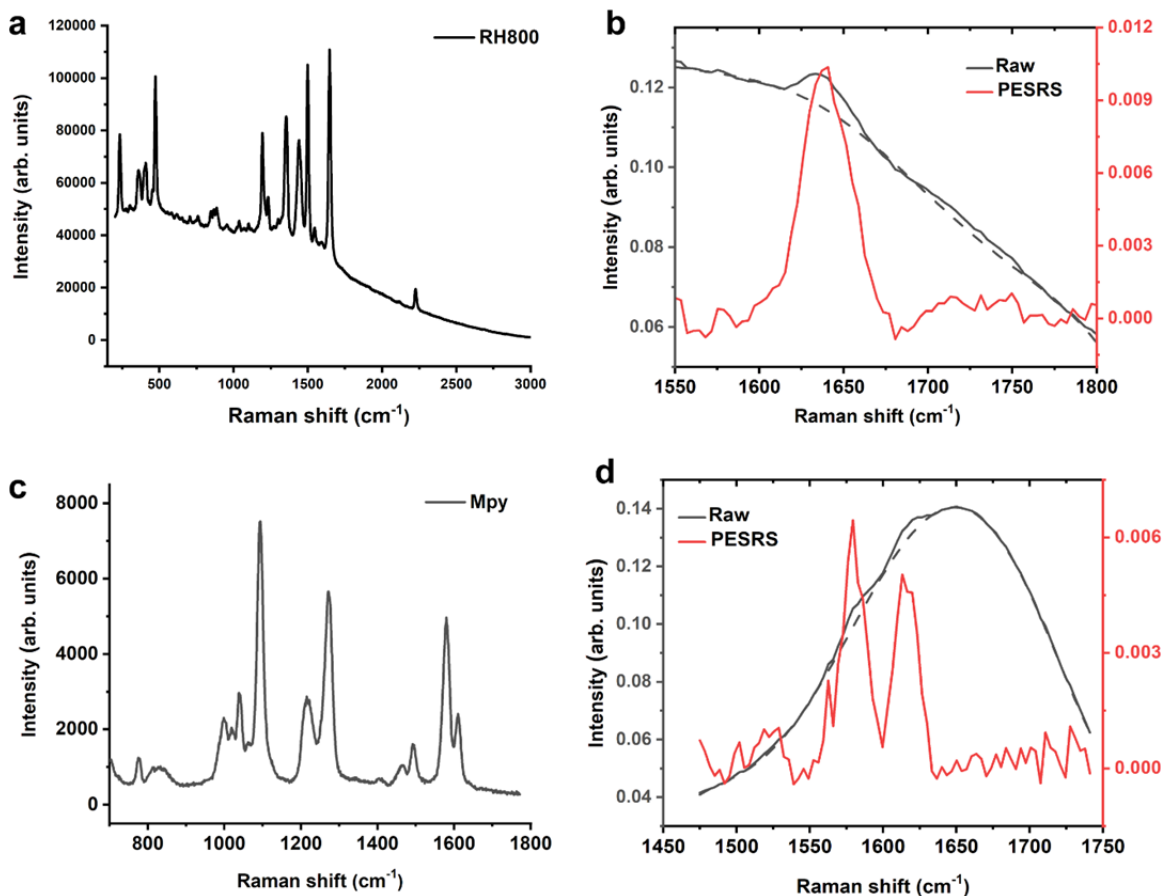 a
RH800
120000
100000
80000
60000
40000
20000
0
500 1000 1500 2000 2500 3000
Intensity (arb. units)
Raman shift (cm⁻¹)
b
Raw
PESRS
0.12
0.10
0.08
0.06
0.012
0.009
0.006
0.003
0.000
1550 1600 1650 1700 1750 1800
Intensity (arb. units)
Raman shift (cm⁻¹)
c
Mpy
8000
6000
4000
2000
0
800 1000 1200 1400 1600 1800
Intensity (arb. units)
Raman shift (cm⁻¹)
d
Raw
PESRS
0.14
0.12
0.10
0.08
0.06
0.04
0.006
0.003
0.000
1450 1500 1550 1600 1650 1700 1750
Intensity (arb. units)
Raman shift (cm⁻¹)